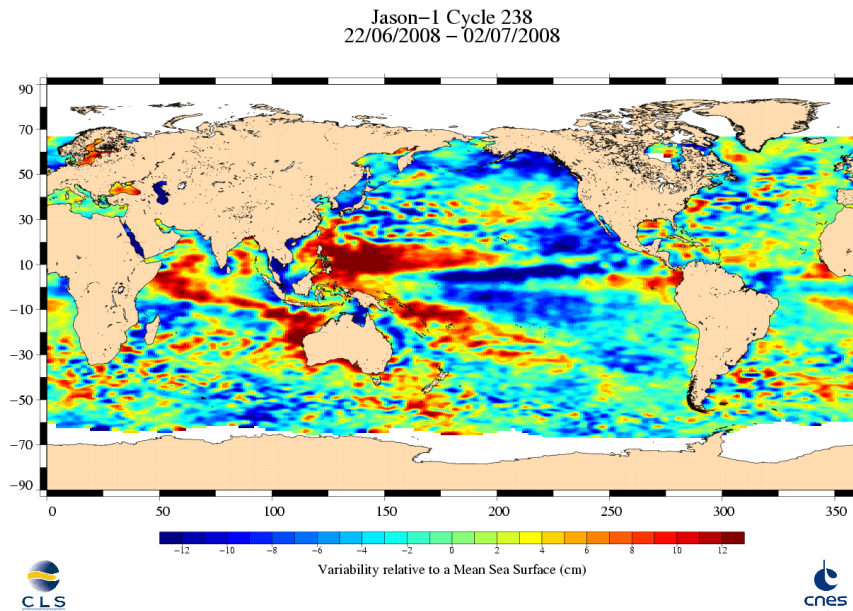 Jason−1 Cycle 238
22/06/2008 − 02/07/2008
90
70
50
30
10
−10
−30
−50
−70
−90
0 50 100 150 200 250 300 350
−12 −10 −8 −6 −4 −2 0 2 4 6 8 10 12
Variability relative to a Mean Sea Surface (cm)
CLS
cnes